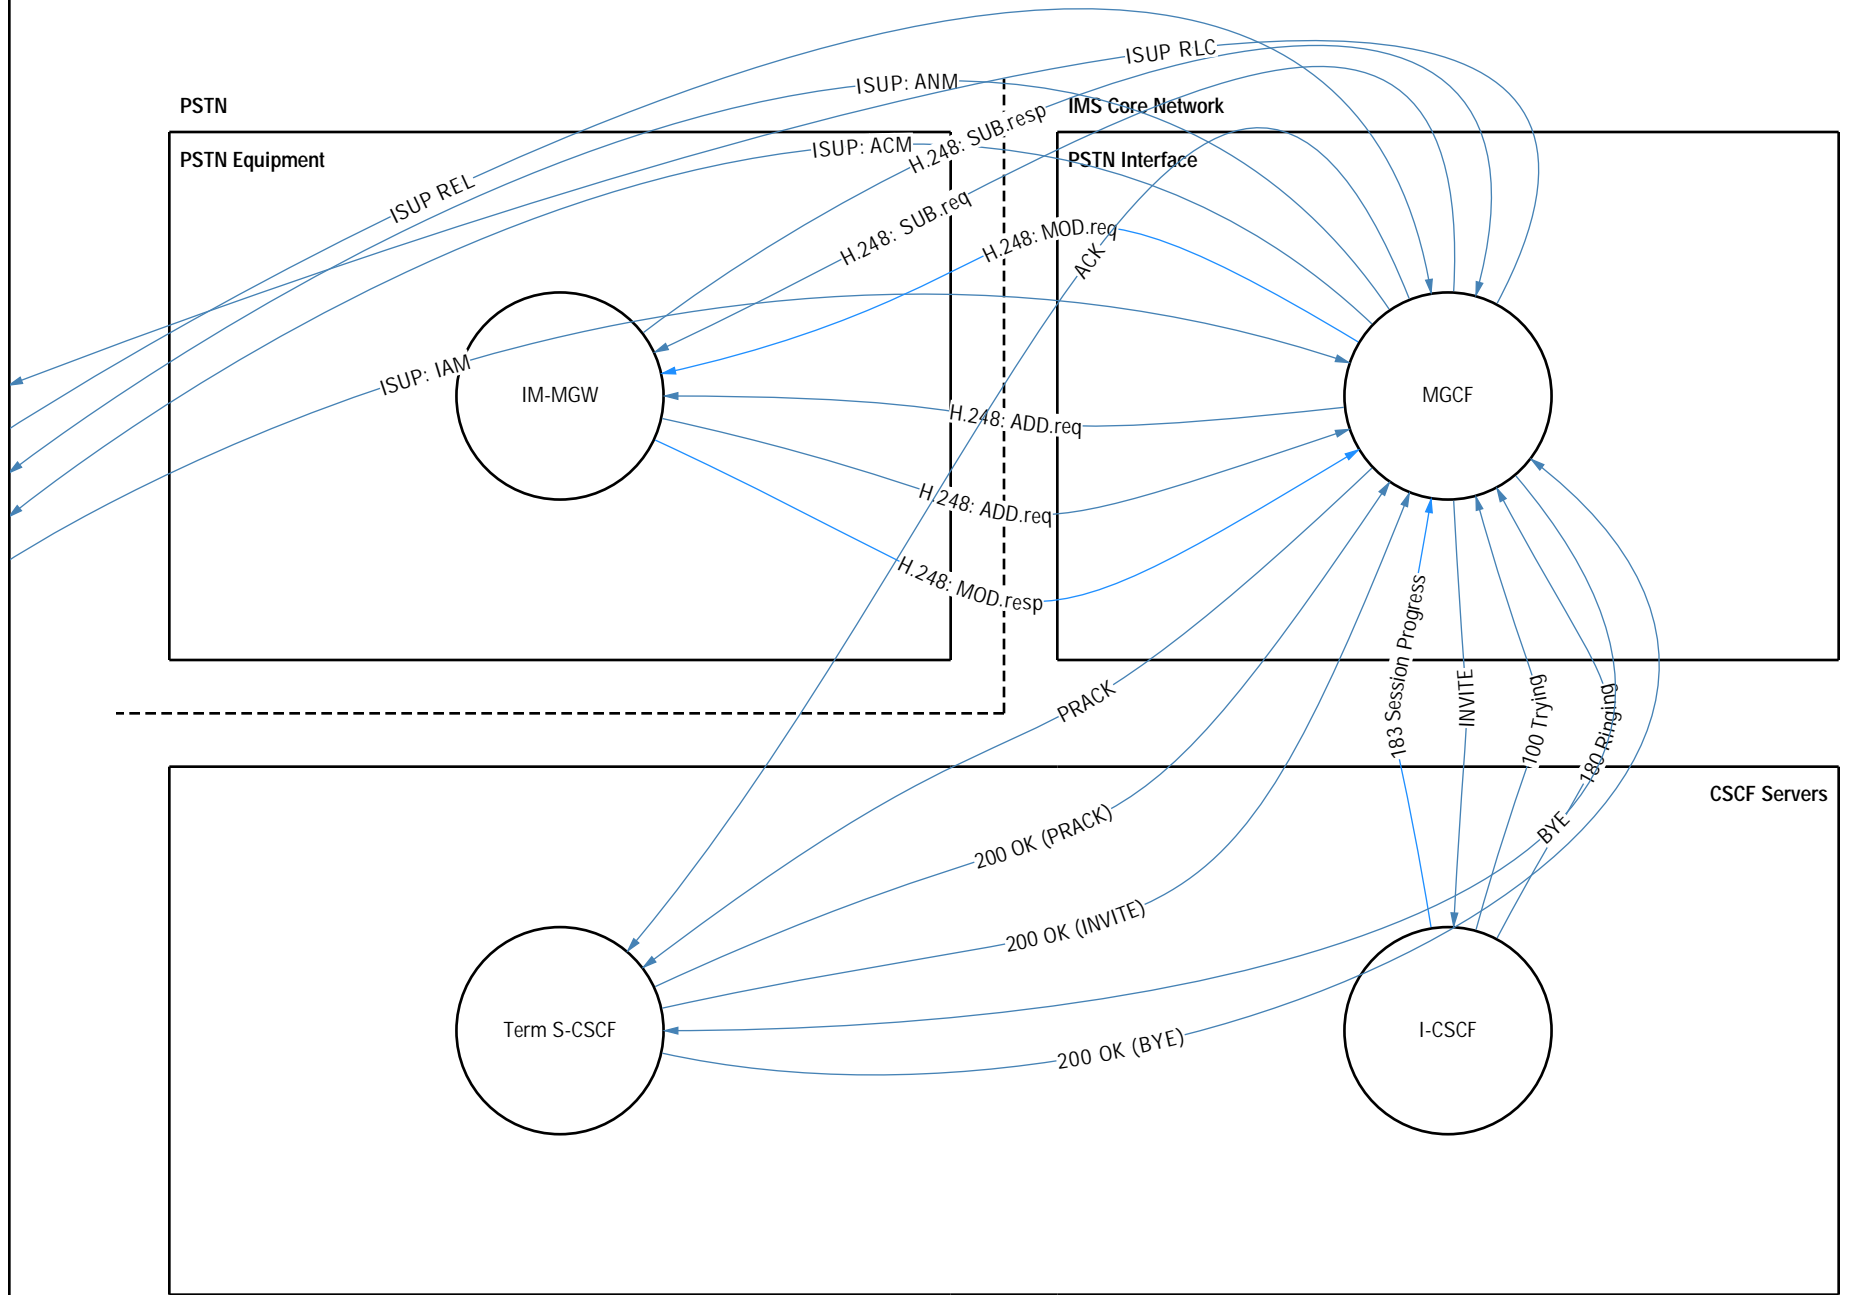 ISUP RLC
ISUP: ANM
PSTN
IMS Core Network
H.248: SUB.resp
ISUP: ACM
PSTN Equipment
PSTN Interface
ISUP REL
H.248: SUB.req
H.248: MOD.req
ACK
ISUP: IAM
IM-MGW
MGCF
H.248: ADD.req
H.248: ADD.req
H.248: MOD.resp
183 Session Progress
INVITE
100 Trying
180 Ringing
PRACK
CSCF Servers
200 OK (PRACK)
BYE
200 OK (INVITE)
Term S-CSCF
I-CSCF
200 OK (BYE)